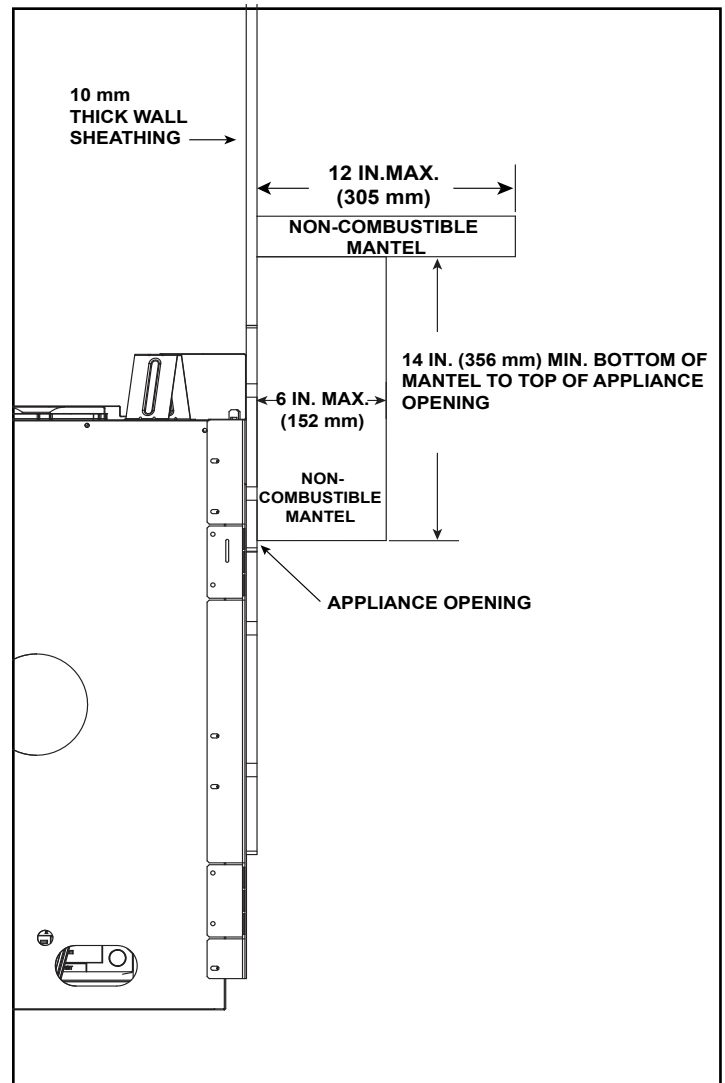 10 mm
THICK WALL
SHEATHING
12 IN.MAX.
(305 mm)
NON-COMBUSTIBLE
MANTEL
14 IN. (356 mm) MIN. BOTTOM OF
MANTEL TO TOP OF APPLIANCE
OPENING
6 IN. MAX.
(152 mm)
NON-
COMBUSTIBLE
MANTEL
APPLIANCE OPENING